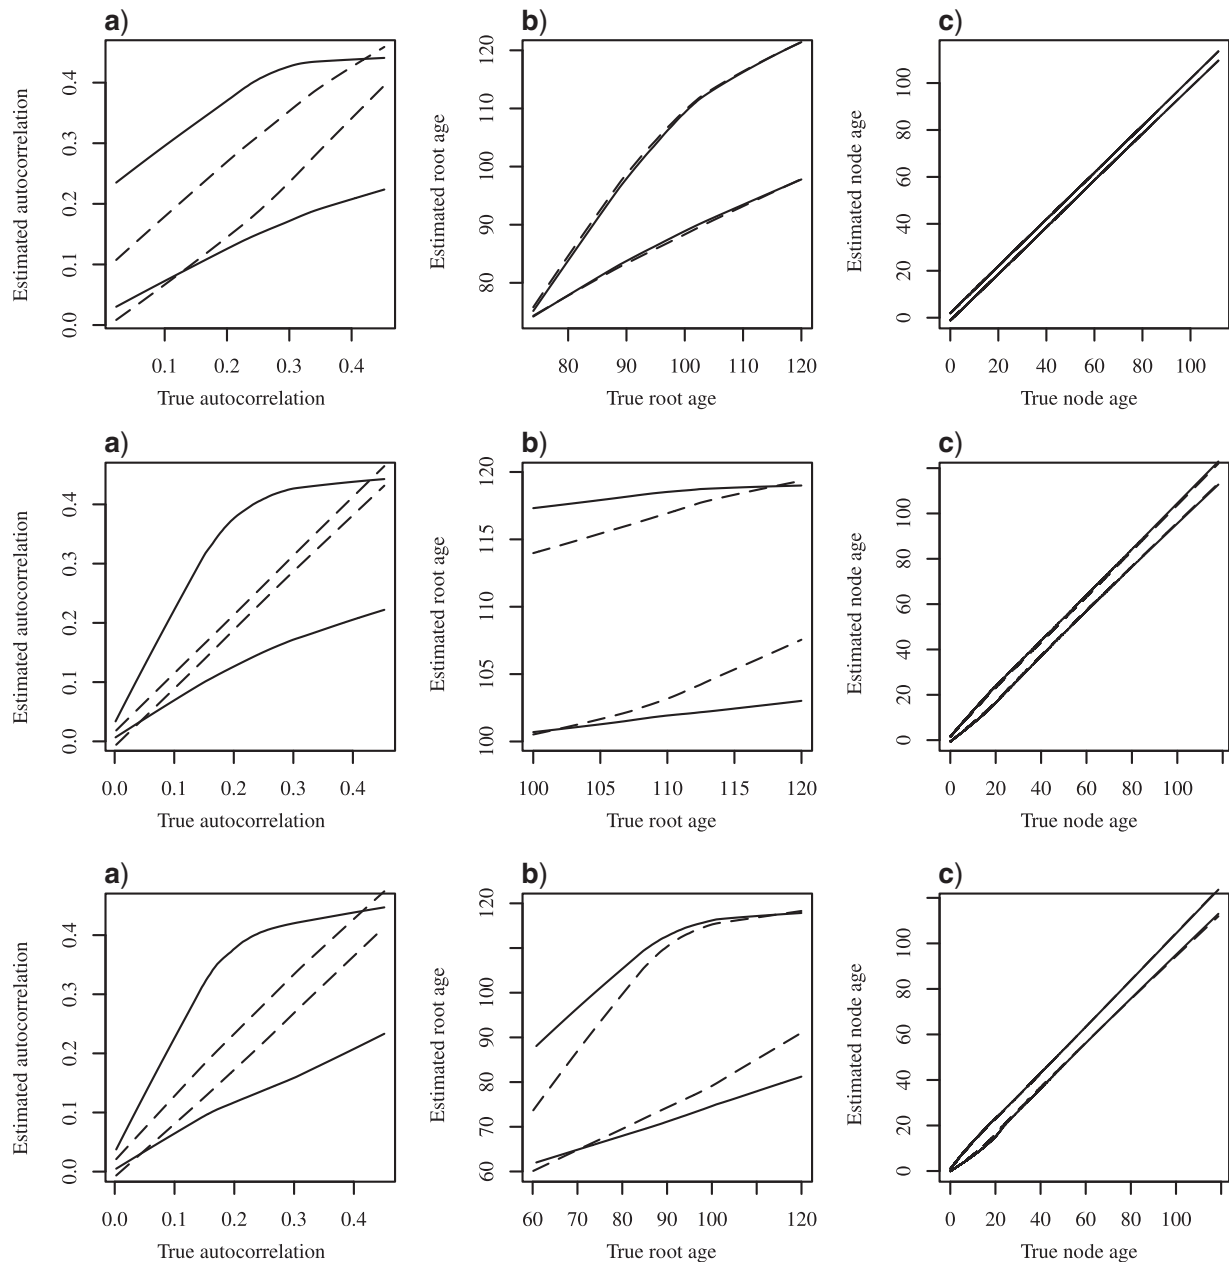 a)
Estimated autocorrelation
0.4
0.3
0.2
0.1
0.0
0.1 0.2 0.3 0.4
True autocorrelation
b)
Estimated root age
120
110
100
90
80
80 90 100 110 120
True root age
c)
Estimated node age
100
80
60
40
20
0
0 20 40 60 80 100
True node age
a)
Estimated autocorrelation
0.4
0.3
0.2
0.1
0.0
0.0 0.1 0.2 0.3 0.4
True autocorrelation
b)
Estimated root age
120
115
110
105
100
100 105 110 115 120
True root age
c)
Estimated node age
100
80
60
40
20
0
0 20 40 60 80 100
True node age
a)
Estimated autocorrelation
0.4
0.3
0.2
0.1
0.0
0.0 0.1 0.2 0.3 0.4
True autocorrelation
b)
Estimated root age
120
100
90
80
70
60
60 70 80 90 100 120
True root age
c)
Estimated node age
100
80
60
40
20
0
0 20 40 60 80 100
True node age